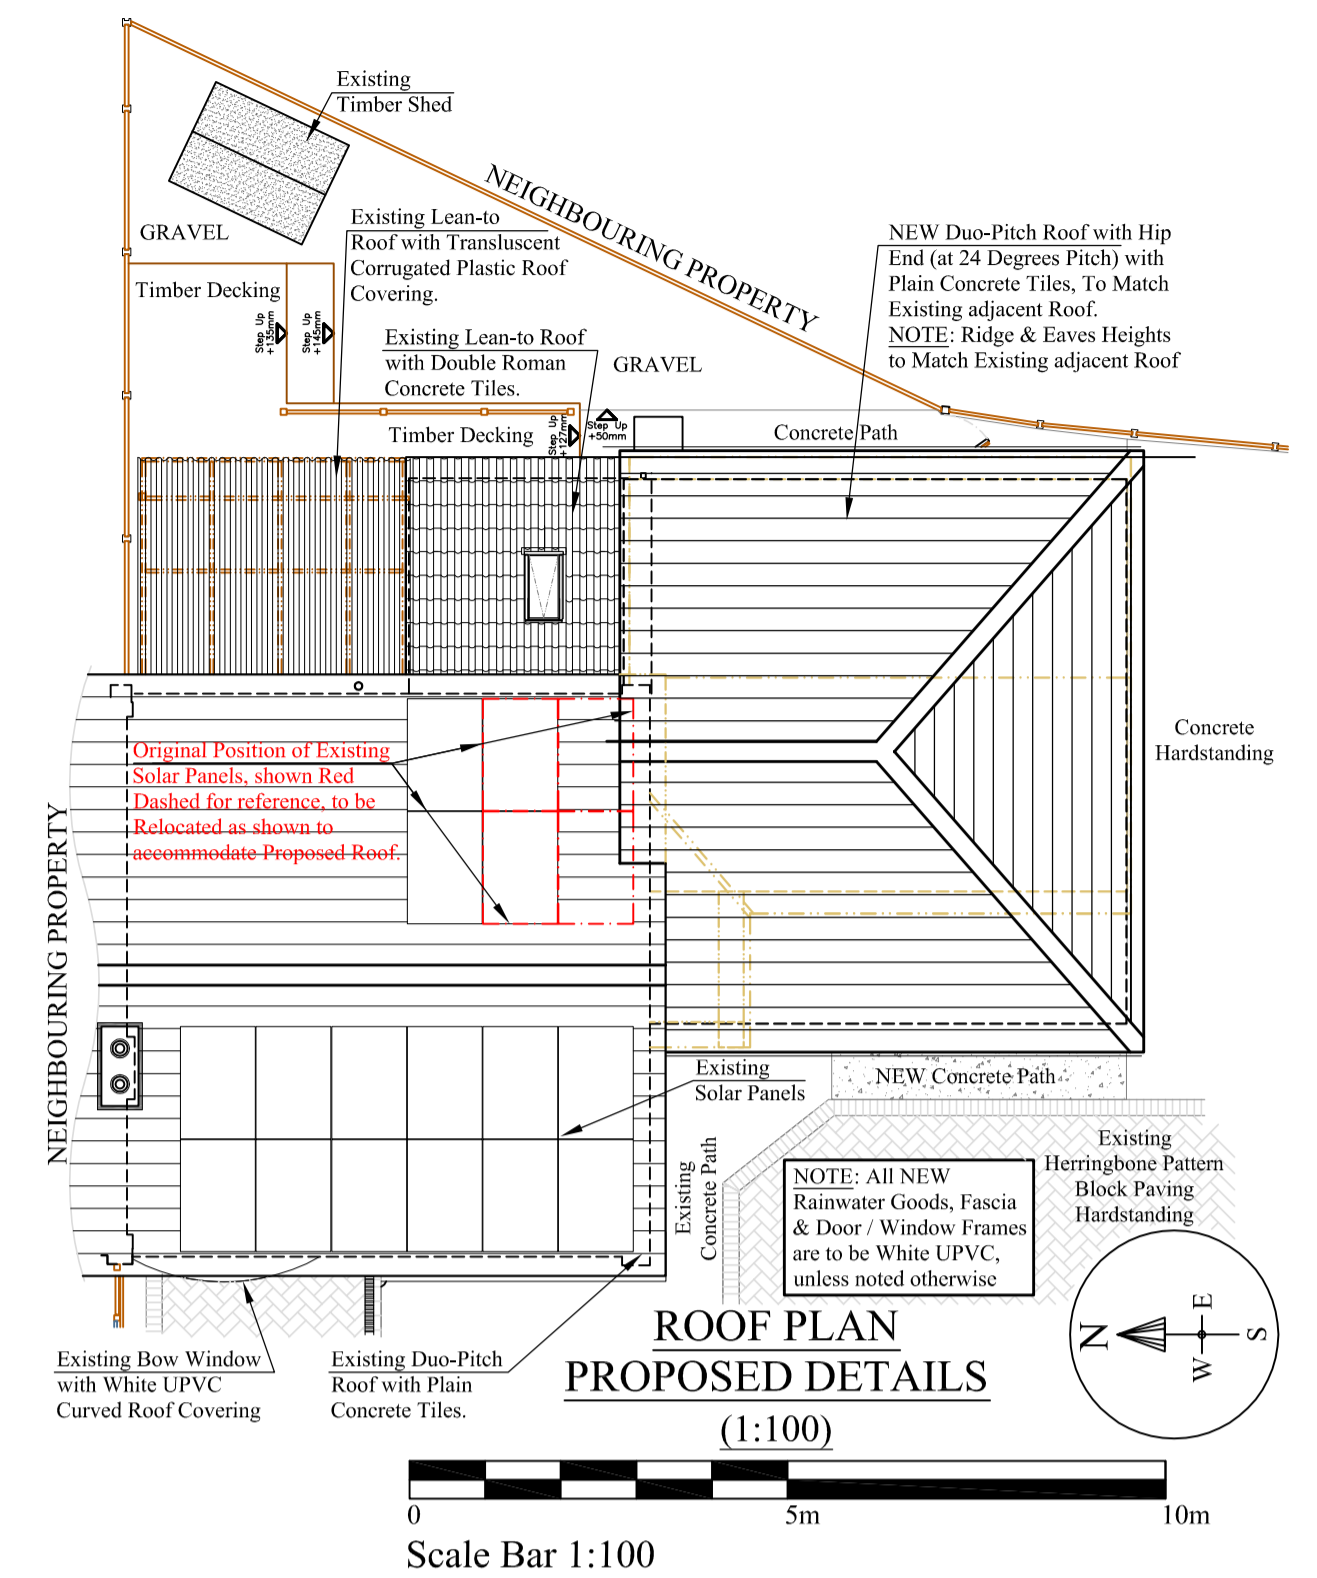 Existing
Timber Shed
NEIGHBOURING PROPERTY
GRAVEL
Existing Lean-to
Roof with Transluscent
Corrugated Plastic Roof
Covering.
NEW Duo-Pitch Roof with Hip
End (at 24 Degrees Pitch) with
Plain Concrete Tiles, To Match
Existing adjacent Roof.
NOTE: Ridge & Eaves Heights
to Match Existing adjacent Roof
Timber Decking
Step Up
+135mm
Step Up
+145mm
Existing Lean-to Roof
with Double Roman
Concrete Tiles.
GRAVEL
Timber Decking
Step Up
+127mm
Step Up
+50mm
Concrete Path
Concrete
Hardstanding
Original Position of Existing
Solar Panels, shown Red
Dashed for reference, to be
Relocated as shown to
accommodate Proposed Roof.
NEIGHBOURING PROPERTY
Existing
Solar Panels
NEW Concrete Path
Existing
Concrete Path
Existing
Herringbone Pattern
Block Paving
Hardstanding
NOTE: All NEW
Rainwater Goods, Fascia
& Door / Window Frames
are to be White UPVC,
unless noted otherwise
N
E
S
W
Existing Bow Window
with White UPVC
Curved Roof Covering
Existing Duo-Pitch
Roof with Plain
Concrete Tiles.
ROOF PLAN
PROPOSED DETAILS
(1:100)
0
5m
10m
Scale Bar 1:100